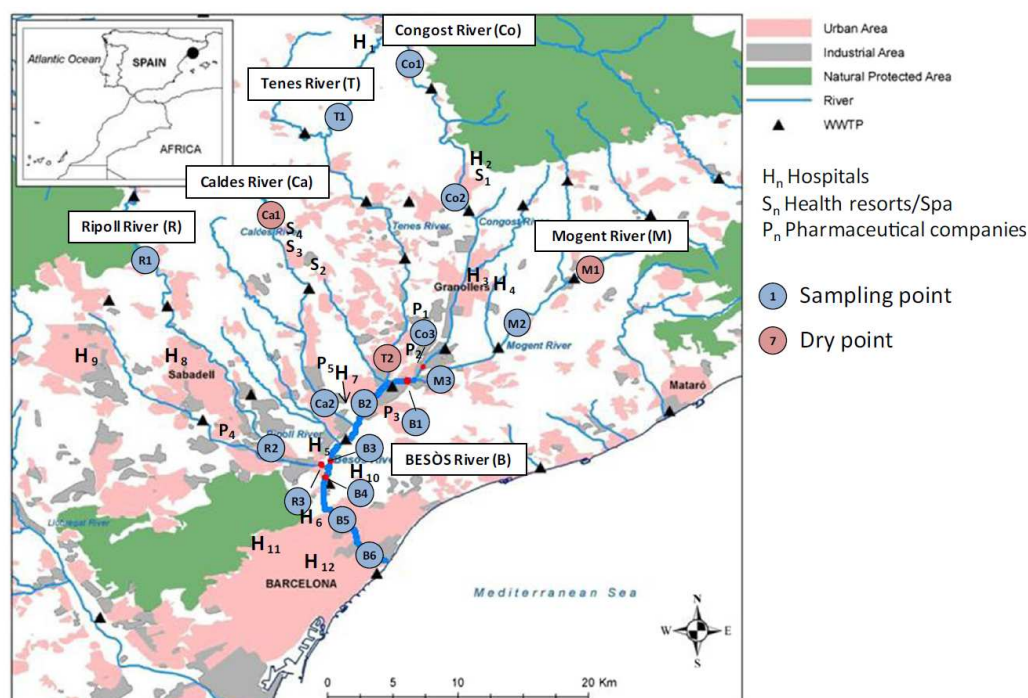 Atlantic Ocean
SPAIN
AFRICA
Congost River (Co)
H1
Co1
Tenes River (T)
T1
H2
S1
Co2
Caldes River (Ca)
Ca1
Caldes River
S4
S3
S2
Tenes River
Congost River
Ripoll River (R)
R1
Mogent River (M)
M1
H3
H4
Granollers
P1
Co3
M2
P2
Mogent River
T2
M3
H9
H8
Sabadell
P5
H7
Ca2
B2
P3
B1
Mataró
P4
Ripoll River
R2
H5
B3
Besòs River
BESÒS River (B)
H10
R3
B4
H6
B5
Llobregat River
H11
H12
B6
BARCELONA
Mediterranean Sea
N
W
E
S
0 5 10 20 Km
Urban Area
Industrial Area
Natural Protected Area
River
WWTP
Hn Hospitals
Sn Health resorts/Spa
Pn Pharmaceutical companies
1 Sampling point
7 Dry point